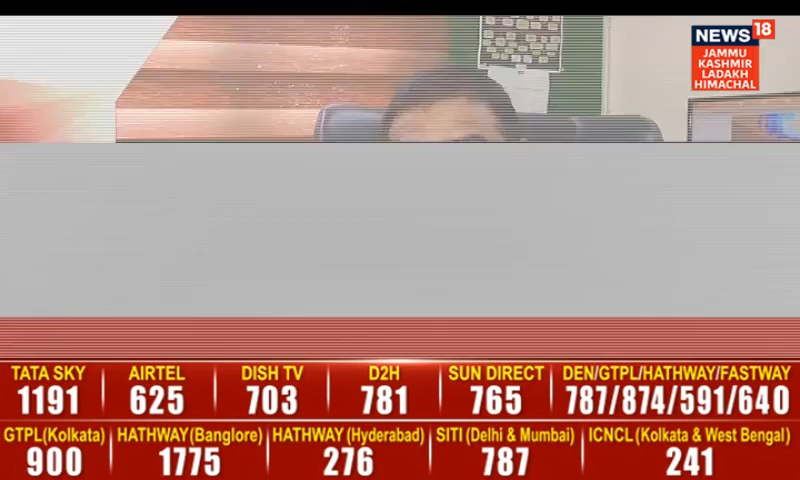 NEWS 18
JAMMU
KASHMIR
LADAKH
HIMACHAL
TATA SKY AIRTEL DISH TV D2H SUN DIRECT DEN/GTPL/HATHWAY/FASTWAY
1191 625 703 781 765 787/874/591/640
GTPL(Kolkata) HATHWAY(Banglore) HATHWAY (Hyderabad) SITI (Delhi & Mumbai) ICNCL (Kolkata & West Bengal)
900 1775 276 787 241